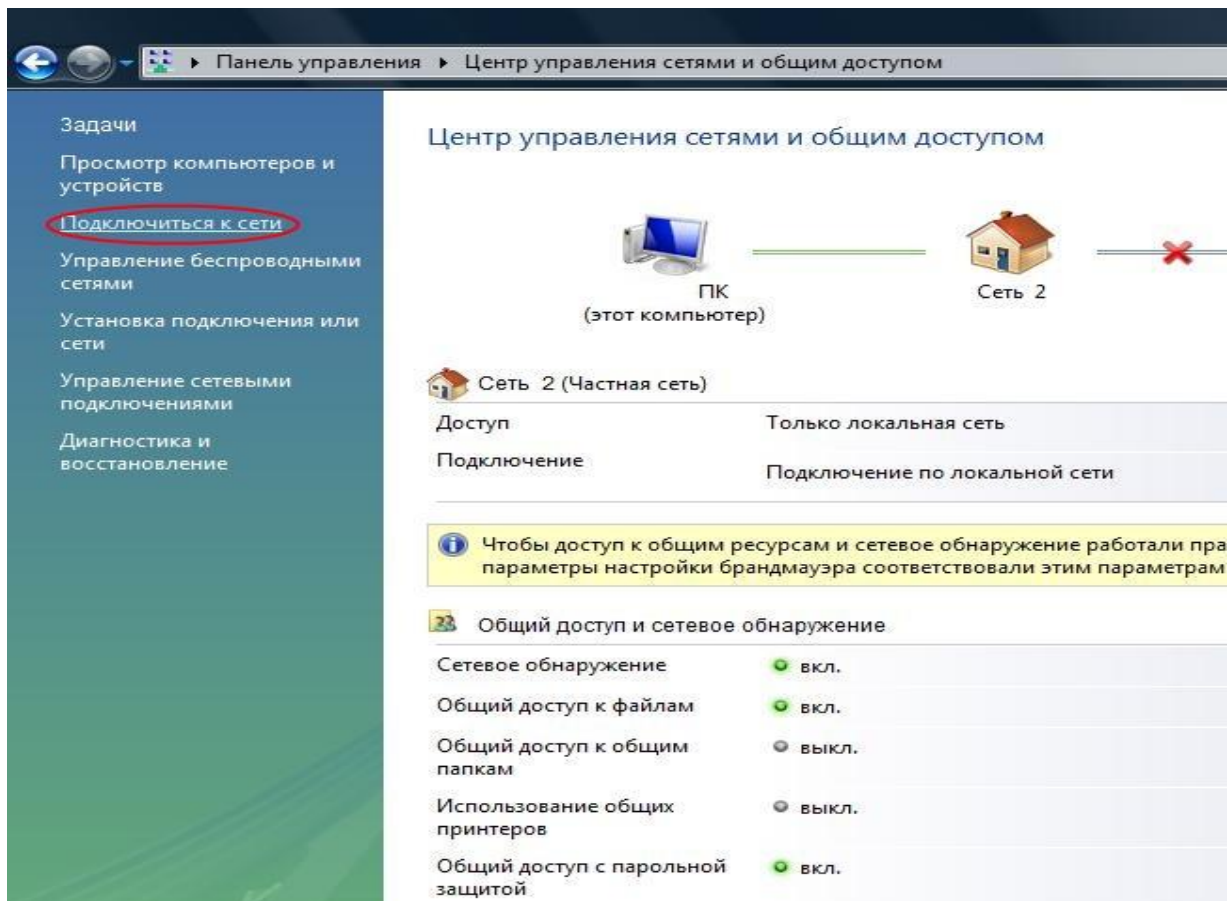 Панель управления ▸ Центр управления сетями и общим доступом
Задачи
Просмотр компьютеров и
устройств
Подключиться к сети
Управление беспроводными
сетями
Установка подключения или
сети
Управление сетевыми
подключениями
Диагностика и
восстановление
Центр управления сетями и общим доступом
ПК
(этот компьютер)
Сеть 2
Сеть 2 (Частная сеть)
Доступ Только локальная сеть
Подключение Подключение по локальной сети
Чтобы доступ к общим ресурсам и сетевое обнаружение работали пра
параметры настройки брандмауэра соответствовали этим параметрам
Общий доступ и сетевое обнаружение
Сетевое обнаружение вкл.
Общий доступ к файлам вкл.
Общий доступ к общим
папкам
выкл.
Использование общих
принтеров
выкл.
Общий доступ с парольной
защитой
вкл.